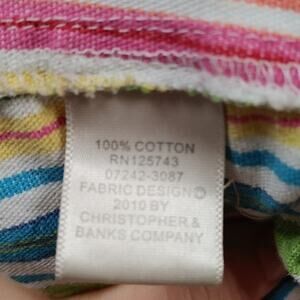 100% COTTON
RN125743
07242-3087
FABRIC DESIGN©
2010 BY
CHRISTOPHER &
BANKS COMPANY